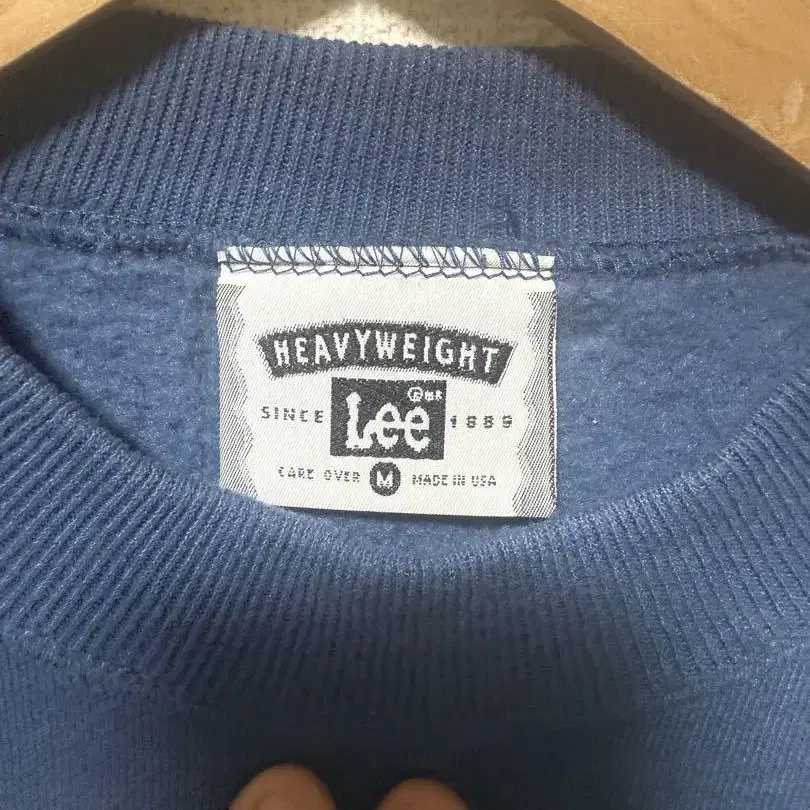 HEAVYWEIGHT
SINCE Lee ® 1889
CARE OVER M MADE IN USA